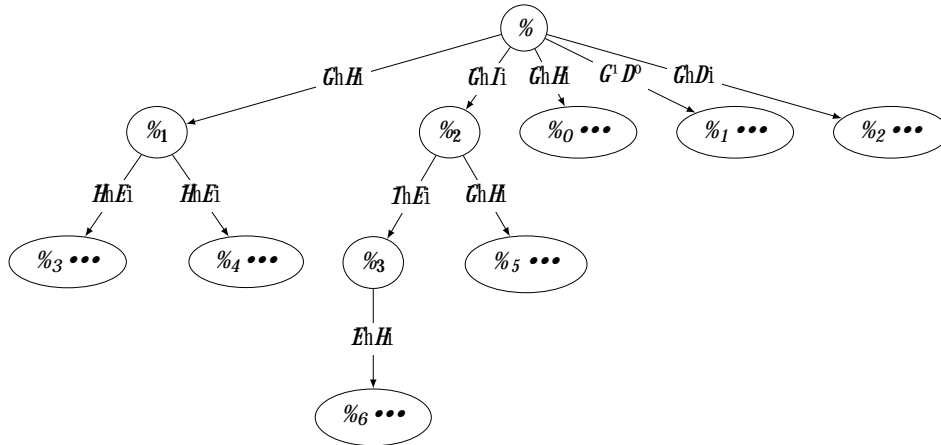 %
GhHi GhIi GhHi G¹D⁰ GhDi
%₁ %₂ %₀ ••• %₁ ••• %₂ •••
HhEi HhEi IhEi GhHi
%₃ ••• %₄ ••• %₃ %₅ •••
EhHi
%₆ •••